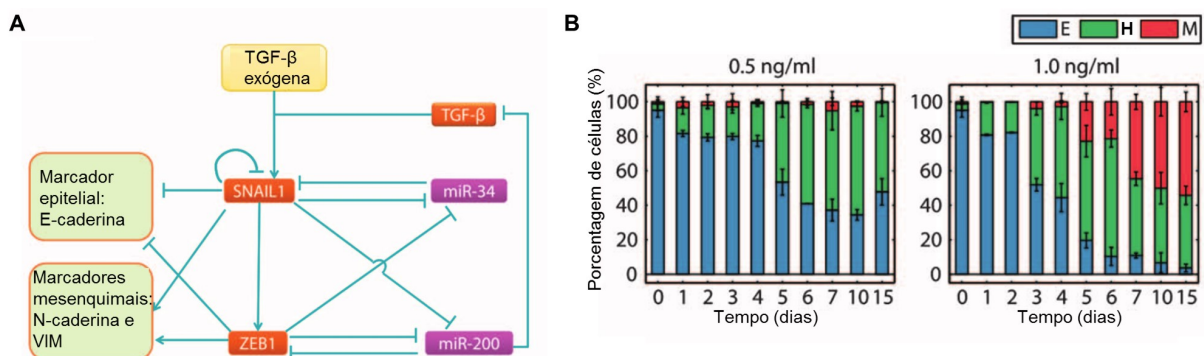 A
TGF-β
exógena
TGF-β
Marcador
epitelial:
E-caderina
SNAIL1
miR-34
Marcadores
mesenquimais:
N-caderina e
VIM
ZEB1
miR-200
B
E H M
0.5 ng/ml
1.0 ng/ml
Porcentagem de células (%)
100
80
60
40
20
0
0 1 2 3 4 5 6 7 10 15
Tempo (dias)
100
80
60
40
20
0
0 1 2 3 4 5 6 7 10 15
Tempo (dias)